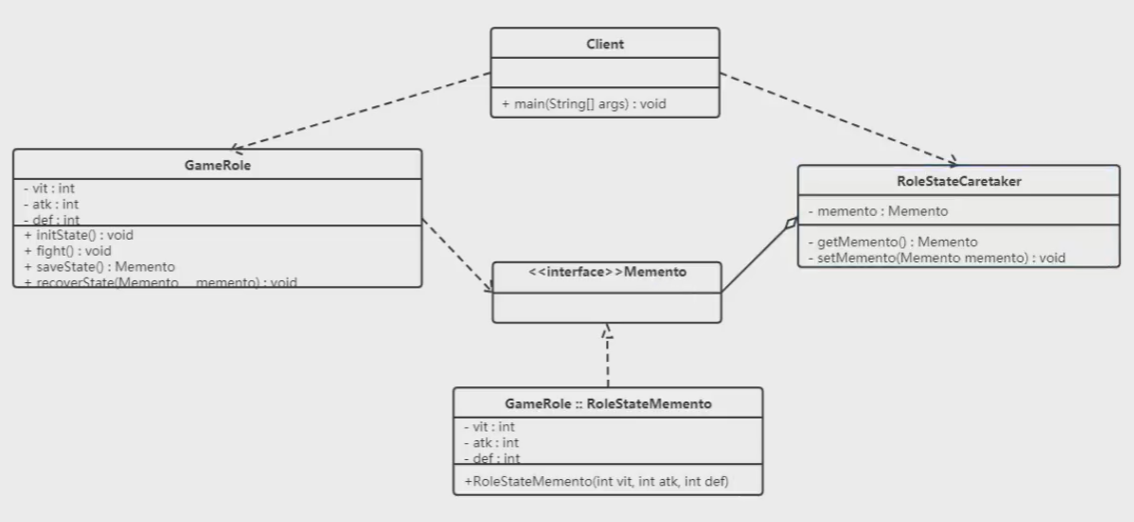 Client
+ main(String[] args) : void
GameRole
- vit : int
- atk : int
- def : int
+ initState() : void
+ fight() : void
+ saveState() : Memento
+ recoverState(Memento memento) : void
RoleStateCaretaker
- memento : Memento
- getMemento() : Memento
- setMemento(Memento memento) : void
<<interface>>Memento
GameRole :: RoleStateMemento
- vit : int
- atk : int
- def : int
+RoleStateMemento(int vit, int atk, int def)